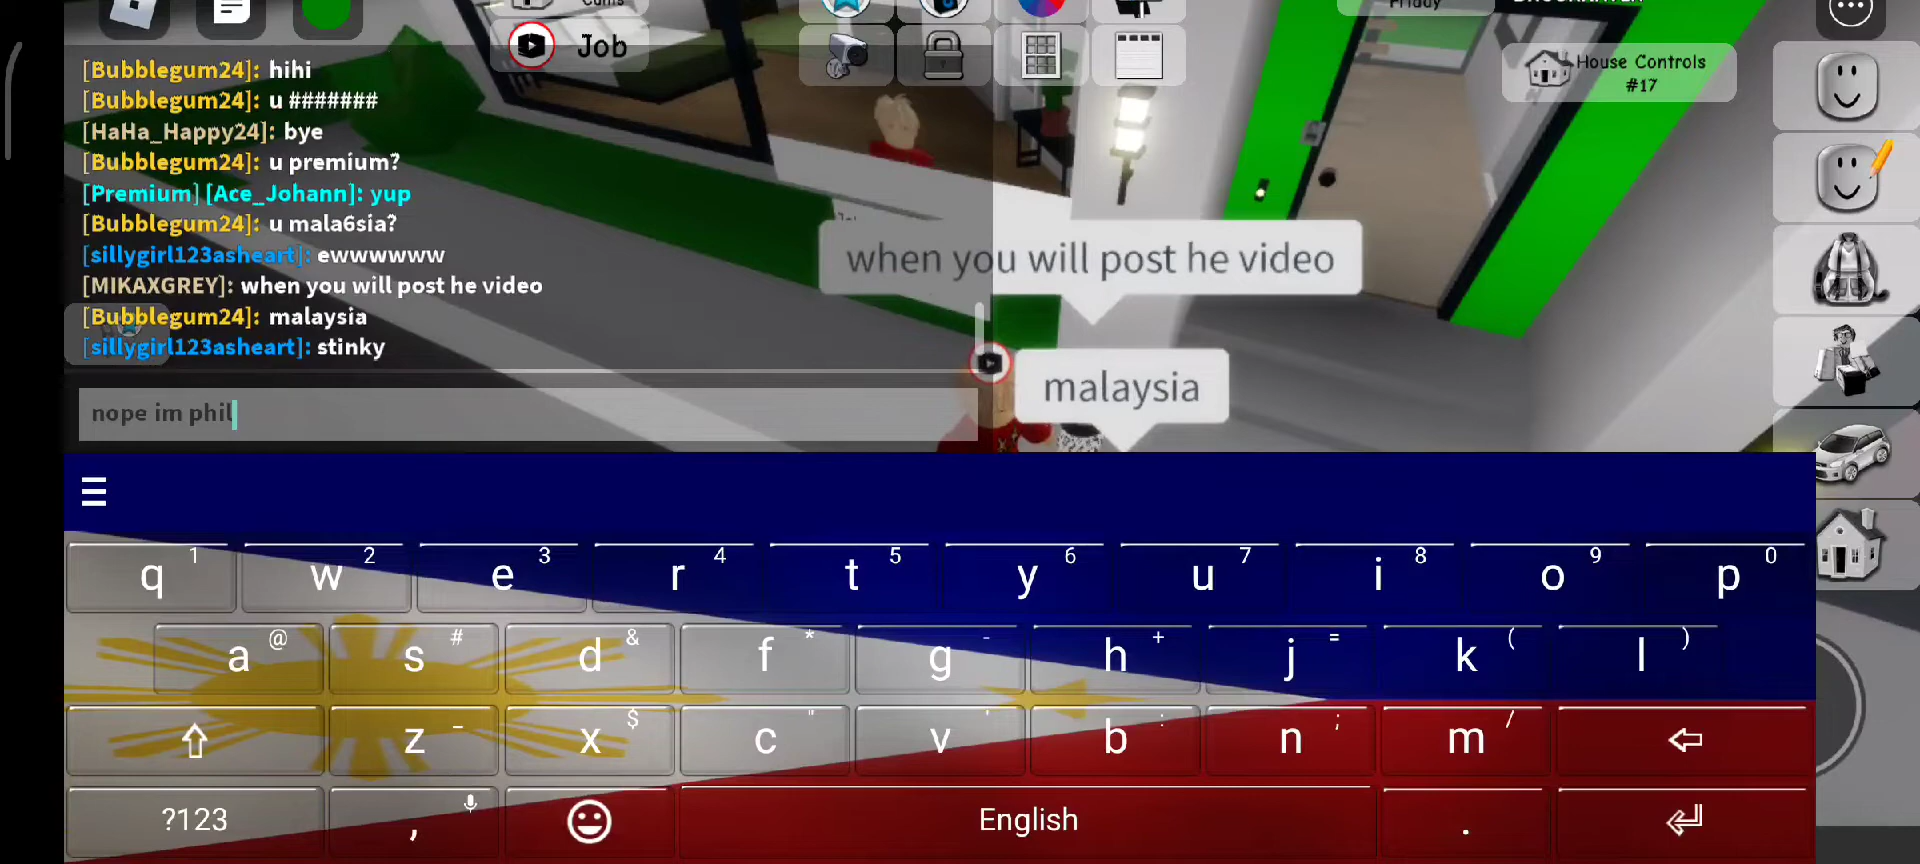 Job
House Controls
#17
[Bubblegum24]: hihi
[Bubblegum24]: u #######
[HaHa_Happy24]: bye
[Bubblegum24]: u premium?
[Premium] [Ace_Johann]: yup
[Bubblegum24]: u mala6sia?
[sillygirl123asheart]: ewwwwww
[MIKAXGREY]: when you will post he video
[Bubblegum24]: malaysia
[sillygirl123asheart]: stinky
when you will post he video
malaysia
nope im phil
q 1 w 2 e 3 r 4 t 5 y 6 u 7 i 8 o 9 p 0
a @ s # d & f * g - h + j = k ( l )
z _ x $ c " v ' b : n ; m /
?123 , English .